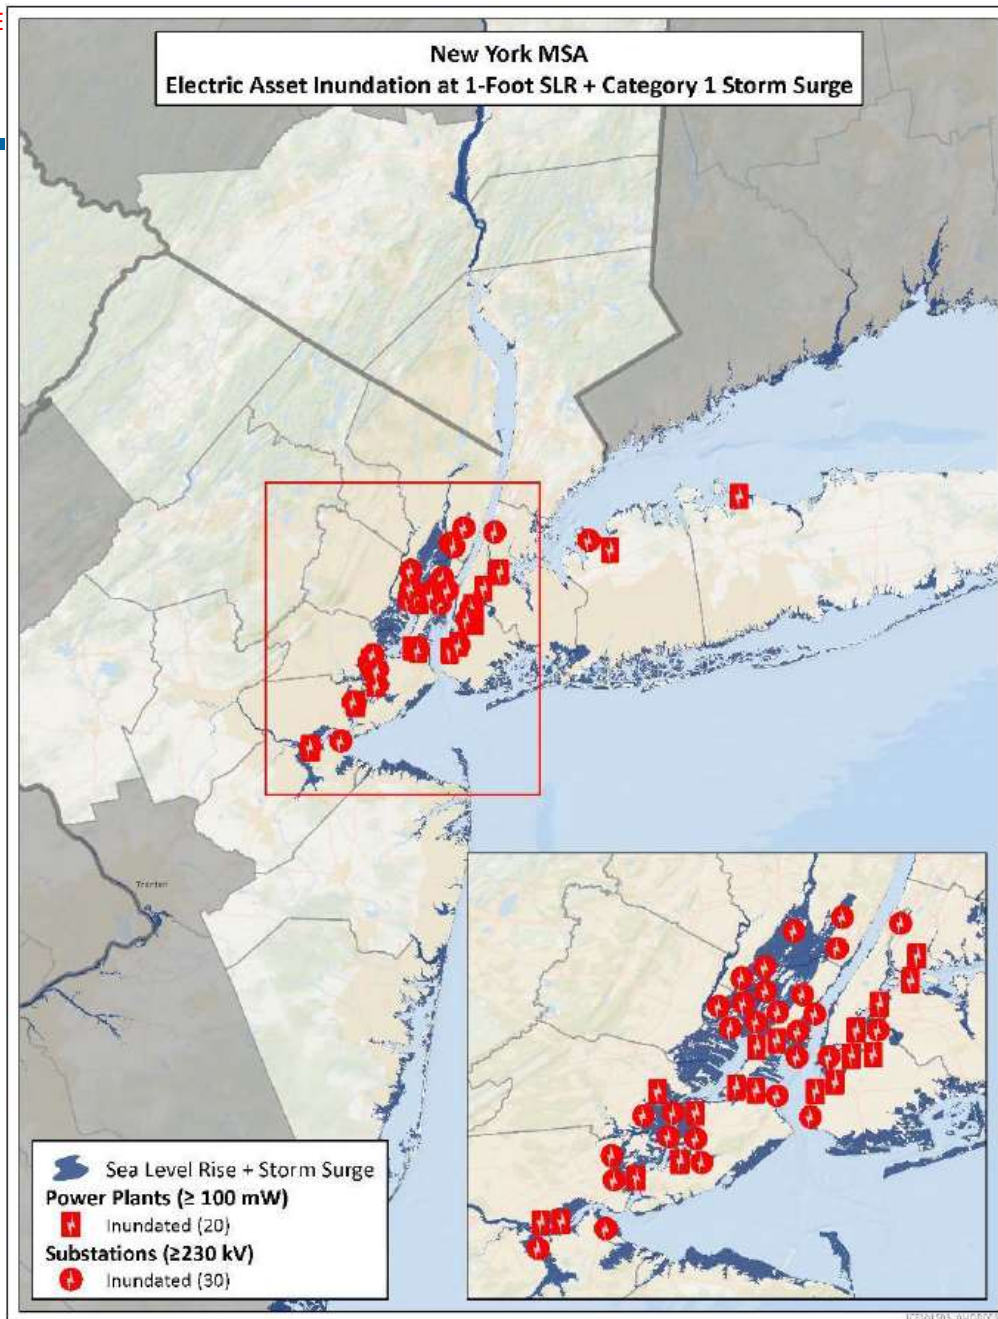 New York MSA
Electric Asset Inundation at 1-Foot SLR + Category 1 Storm Surge
Trenton
Sea Level Rise + Storm Surge
Power Plants (≥ 100 mW)
Inundated (20)
Substations (≥230 kV)
Inundated (30)